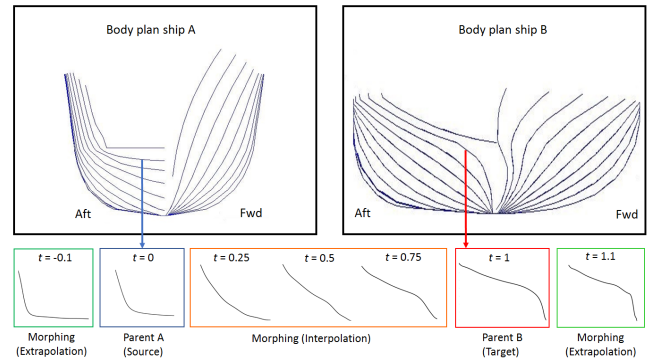 Body plan ship A
Body plan ship B
Aft
Fwd
Aft
Fwd
t = -0.1
t = 0
t = 0.25
t = 0.5
t = 0.75
t = 1
t = 1.1
Morphing
(Extrapolation)
Parent A
(Source)
Morphing (Interpolation)
Parent B
(Target)
Morphing
(Extrapolation)